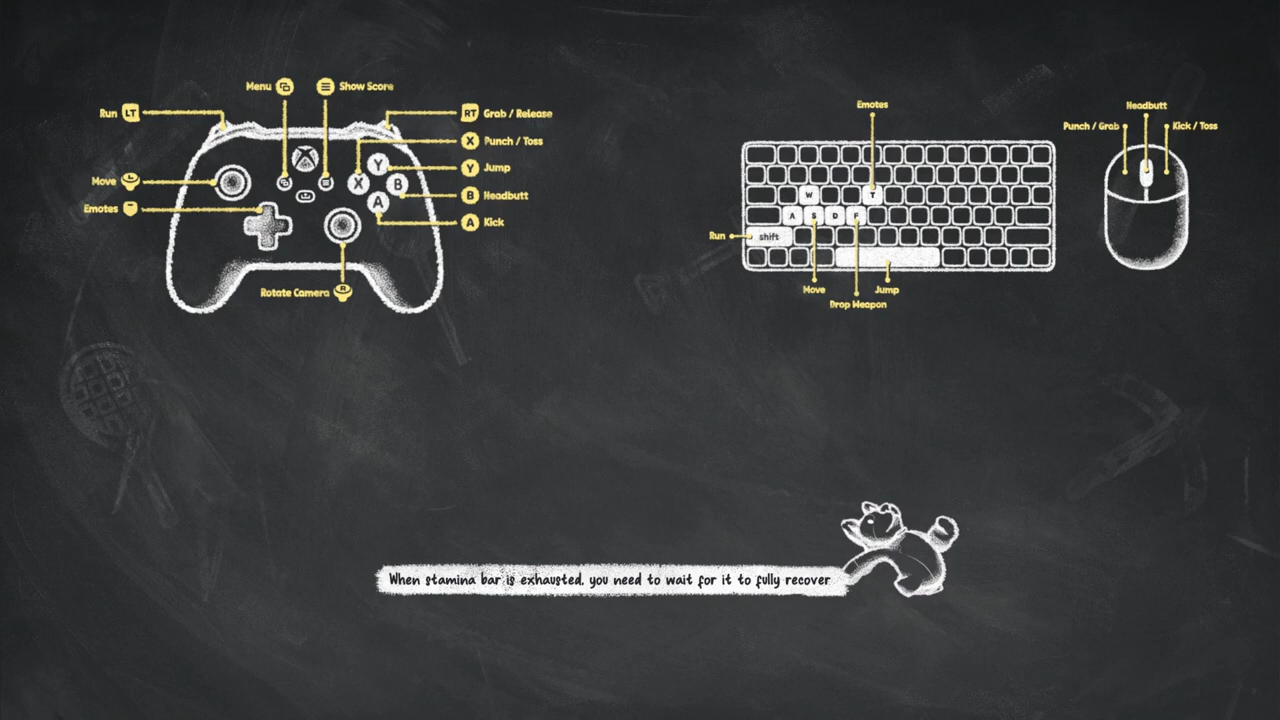 Menu
Show Score
Run LT
RT Grab / Release
X Punch / Toss
Y Jump
B Headbutt
A Kick
Move L
Emotes
Y
X
B
A
Rotate Camera R
Emotes
Headbutt
Punch / Grab
Kick / Toss
W
A S D
Run
shift
Move
Jump
Drop Weapon
When stamina bar is exhausted, you need to wait for it to fully recover